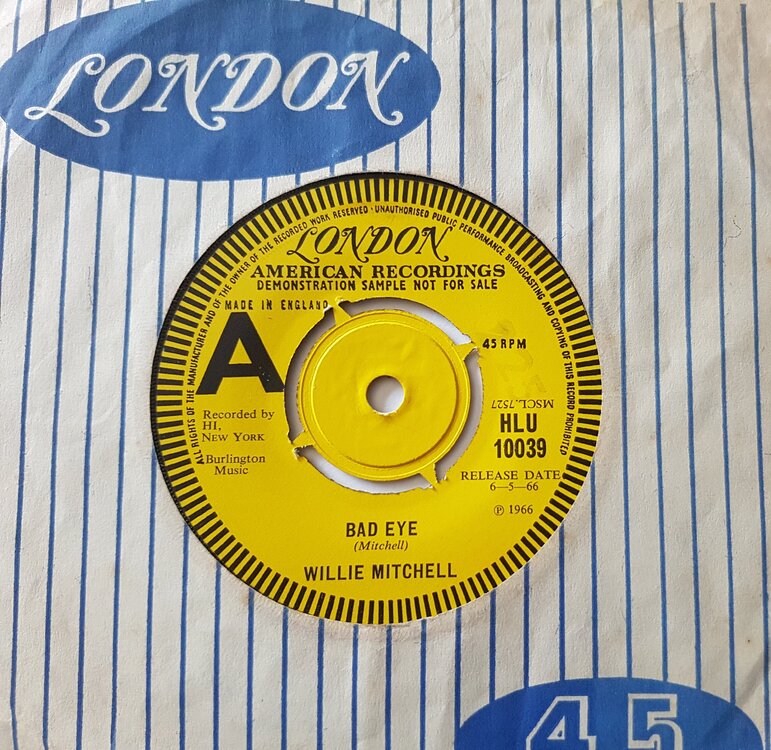 LONDON
ALL RIGHTS OF THE MANUFACTURER AND OF THE OWNER OF THE RECORDED WORK RESERVED · UNAUTHORISED PUBLIC PERFORMANCE BROADCASTING AND COPYING OF THIS RECORD PROHIBITED
LONDON
AMERICAN RECORDINGS
DEMONSTRATION SAMPLE NOT FOR SALE
MADE IN ENGLAND
A
45 RPM
MSCL.7527
Recorded by
HI,
NEW YORK
HLU
10039
Burlington
Music
RELEASE DATE
6—5—66
℗ 1966
BAD EYE
(Mitchell)
WILLIE MITCHELL
45